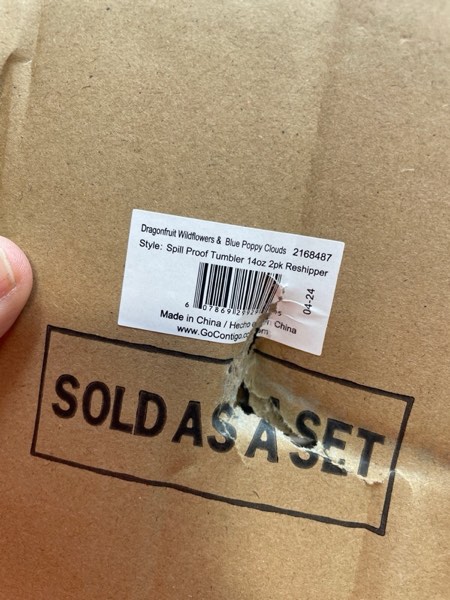 Dragonfruit Wildflowers & Blue Poppy Clouds 2168487
Style: Spill Proof Tumbler 14oz 2pk Reshipper
04-24
Made in China / Hecho China
www.GoContigo
SOLD AS A SET